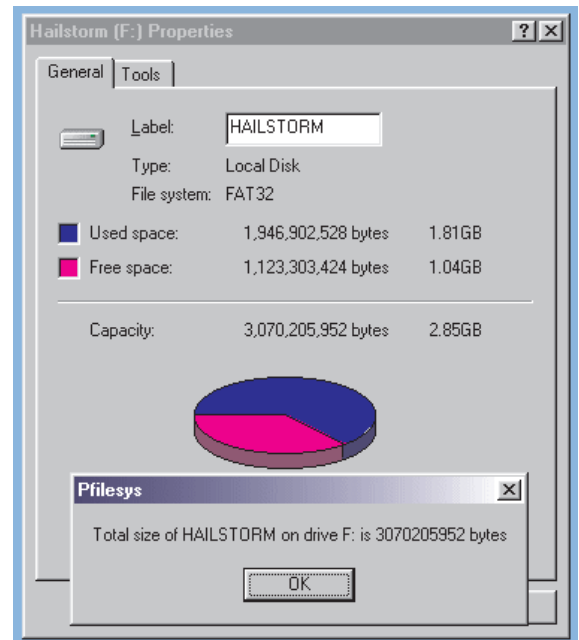 Hailstorm (F:) Properties
General Tools
Label: HAILSTORM
Type: Local Disk
File system: FAT32
Used space: 1,946,902,528 bytes 1.81GB
Free space: 1,123,303,424 bytes 1.04GB
Capacity: 3,070,205,952 bytes 2.85GB
Pfilesys
Total size of HAILSTORM on drive F: is 3070205952 bytes
OK